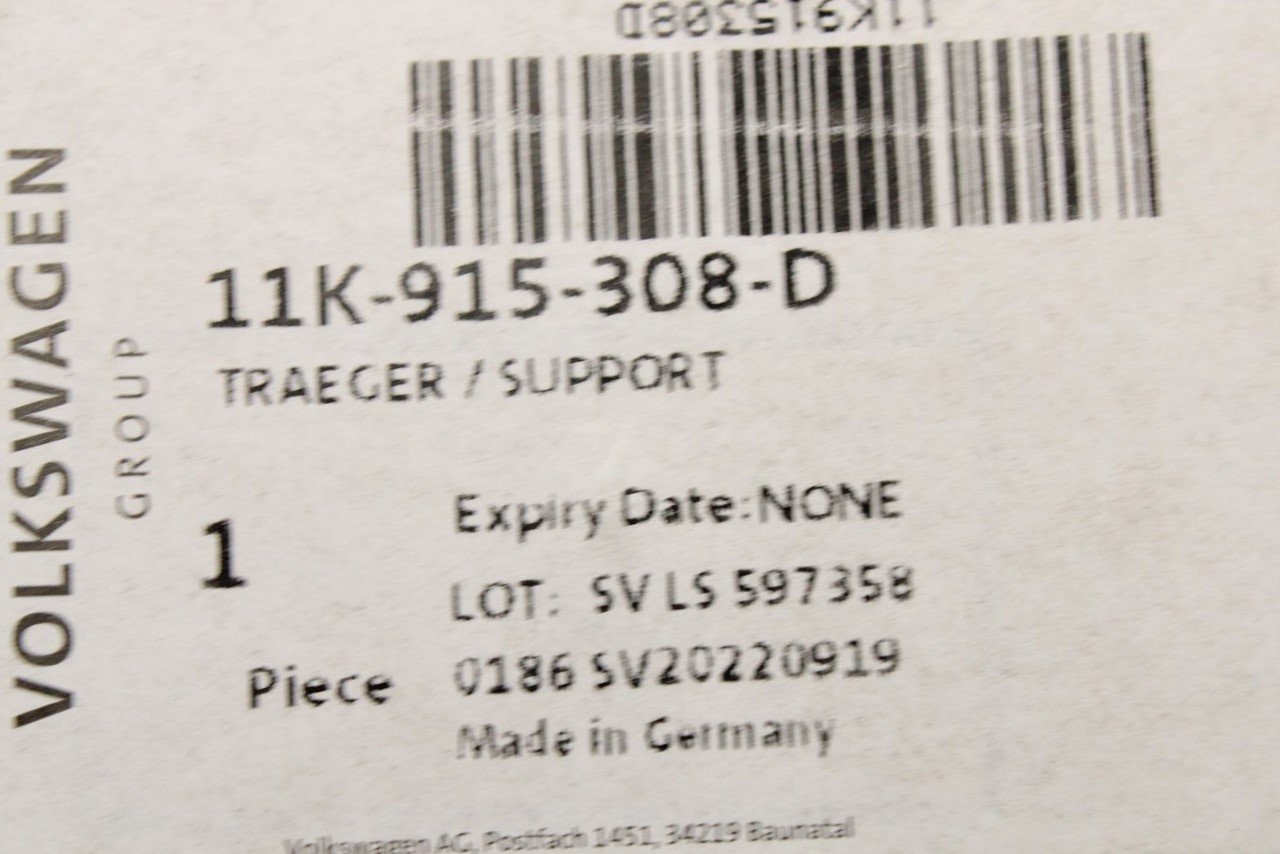 11K915308D
11K-915-308-D
TRAEGER / SUPPORT
VOLKSWAGEN
GROUP
1
Piece
Expiry Date:NONE
LOT: SV LS 597358
0186 SV20220919
Made in Germany
Volkswagen AG, Postfach 1451, 34219 Baunatal